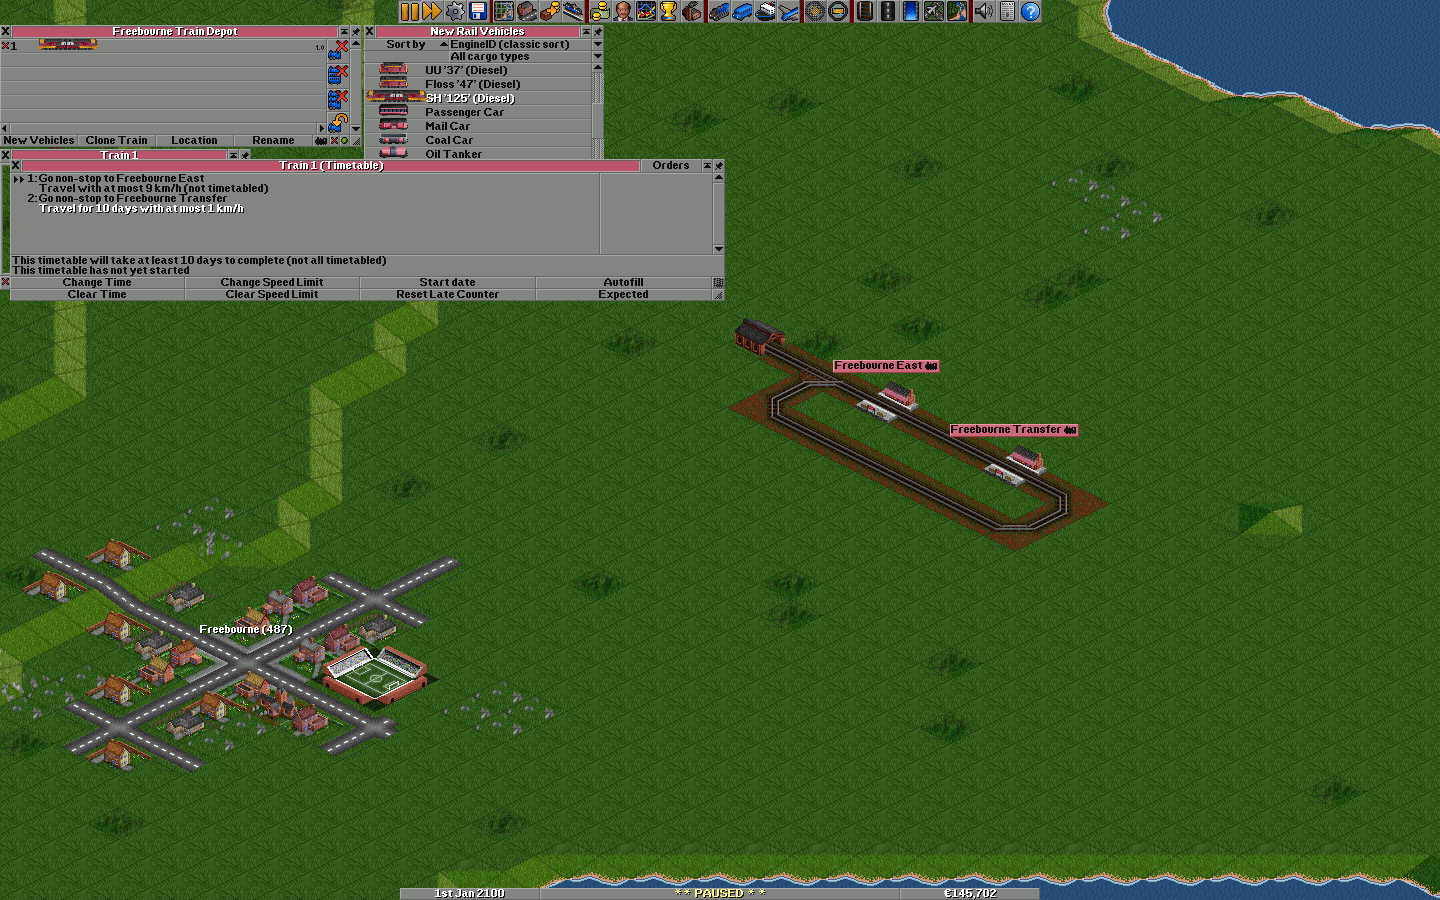 Freebourne Train Depot
1
1.0
New Vehicles Clone Train Location Rename
New Rail Vehicles
Sort by EngineID (classic sort)
All cargo types
UU '37' (Diesel)
Floss '47' (Diesel)
SH '125' (Diesel)
Passenger Car
Mail Car
Coal Car
Oil Tanker
Train 1
Train 1 (Timetable) Orders
1: Go non-stop to Freebourne East
Travel with at most 9 km/h (not timetabled)
2: Go non-stop to Freebourne Transfer
Travel for 10 days with at most 1 km/h
This timetable will take at least 10 days to complete (not all timetabled)
This timetable has not yet started
Change Time Change Speed Limit Start date Autofill
Clear Time Clear Speed Limit Reset Late Counter Expected
Freebourne East
Freebourne Transfer
Freebourne (487)
1st Jan 2100 * * PAUSED * * €145,702